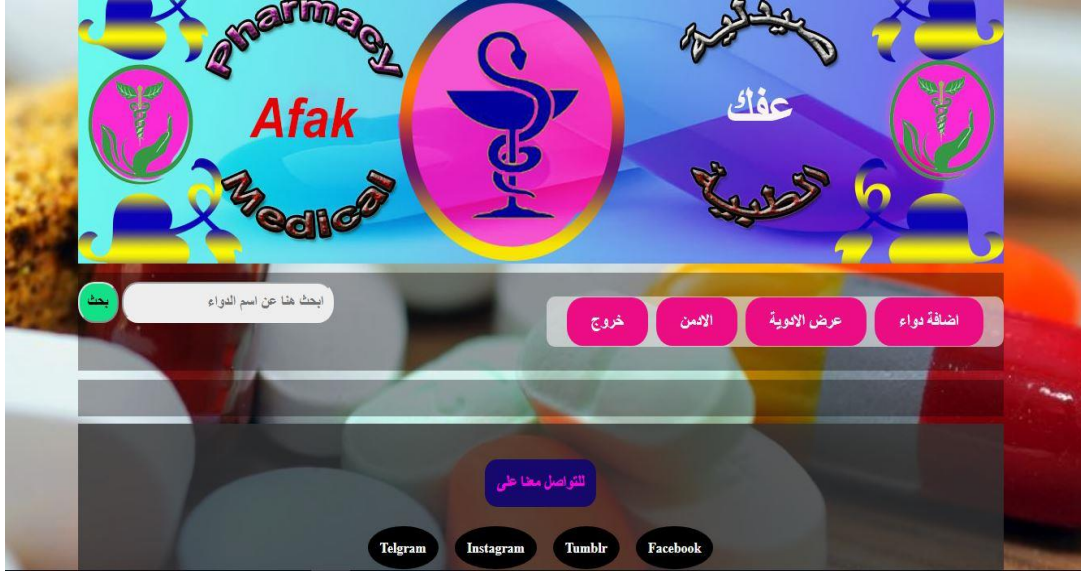 Pharmacy
Afak
Medical
صيدلية
عفك
الطبية
اضافة دواء
عرض الادوية
الادمن
خروج
ابحث هنا عن اسم الدواء
بحث
للتواصل معنا على
Telgram
Instagram
Tumblr
Facebook